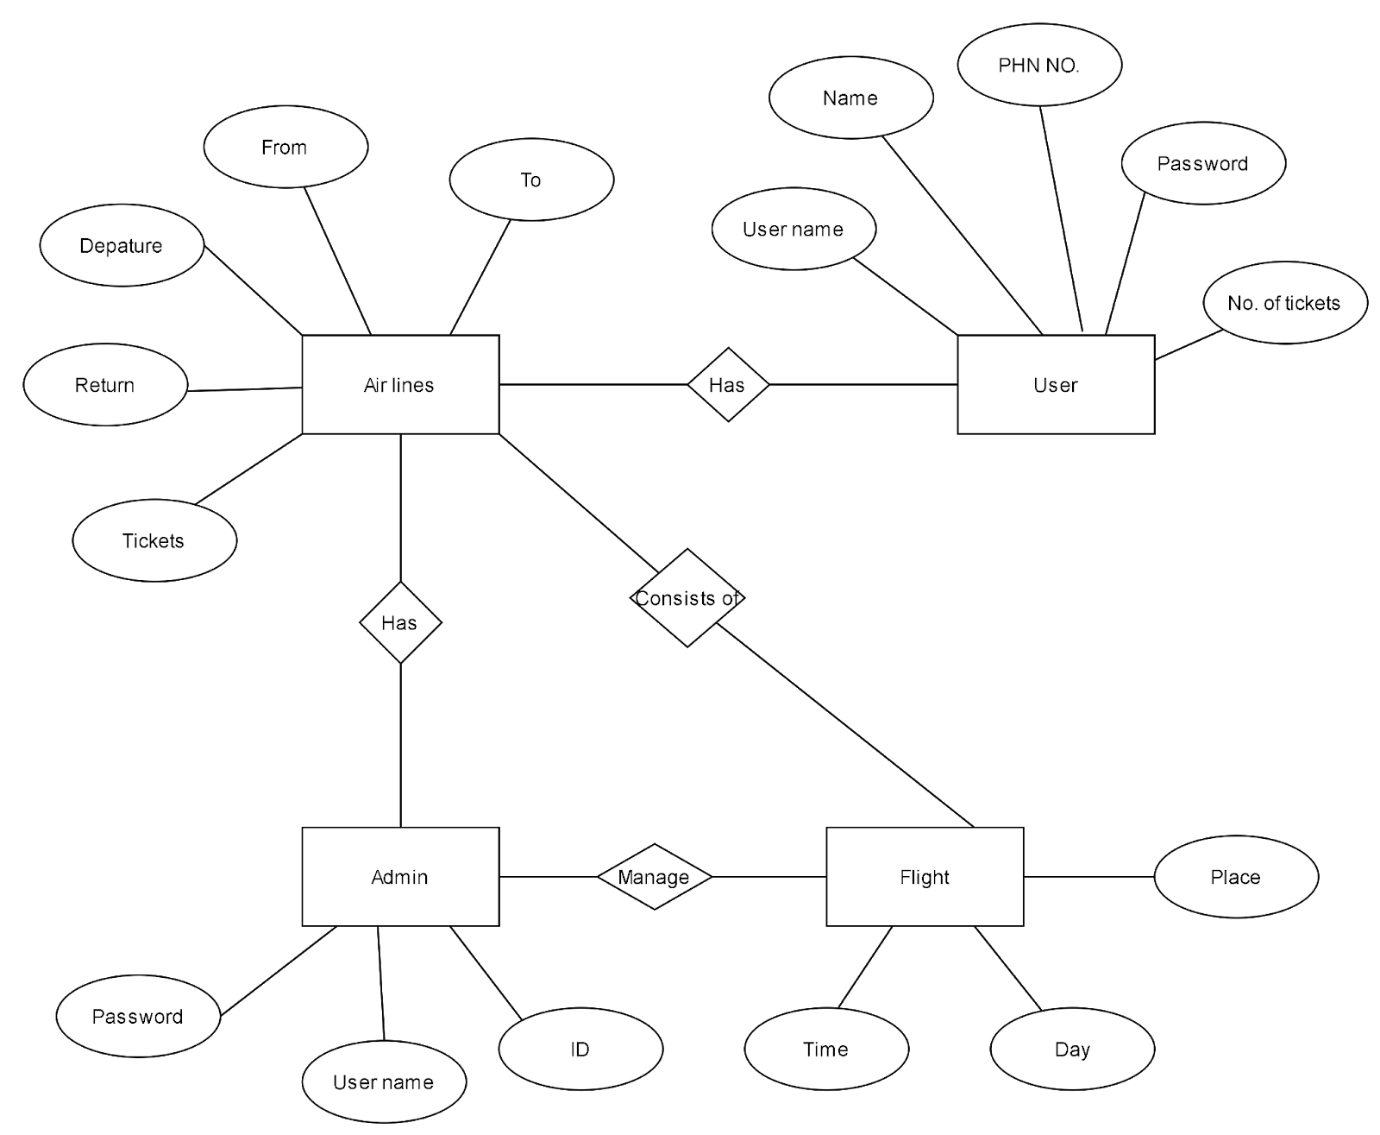 PHN NO.
Name
From
Password
To
User name
Depature
No. of tickets
Return
Air lines
Has
User
Tickets
Consists of
Has
Admin
Manage
Flight
Place
Password
ID
Time
Day
User name